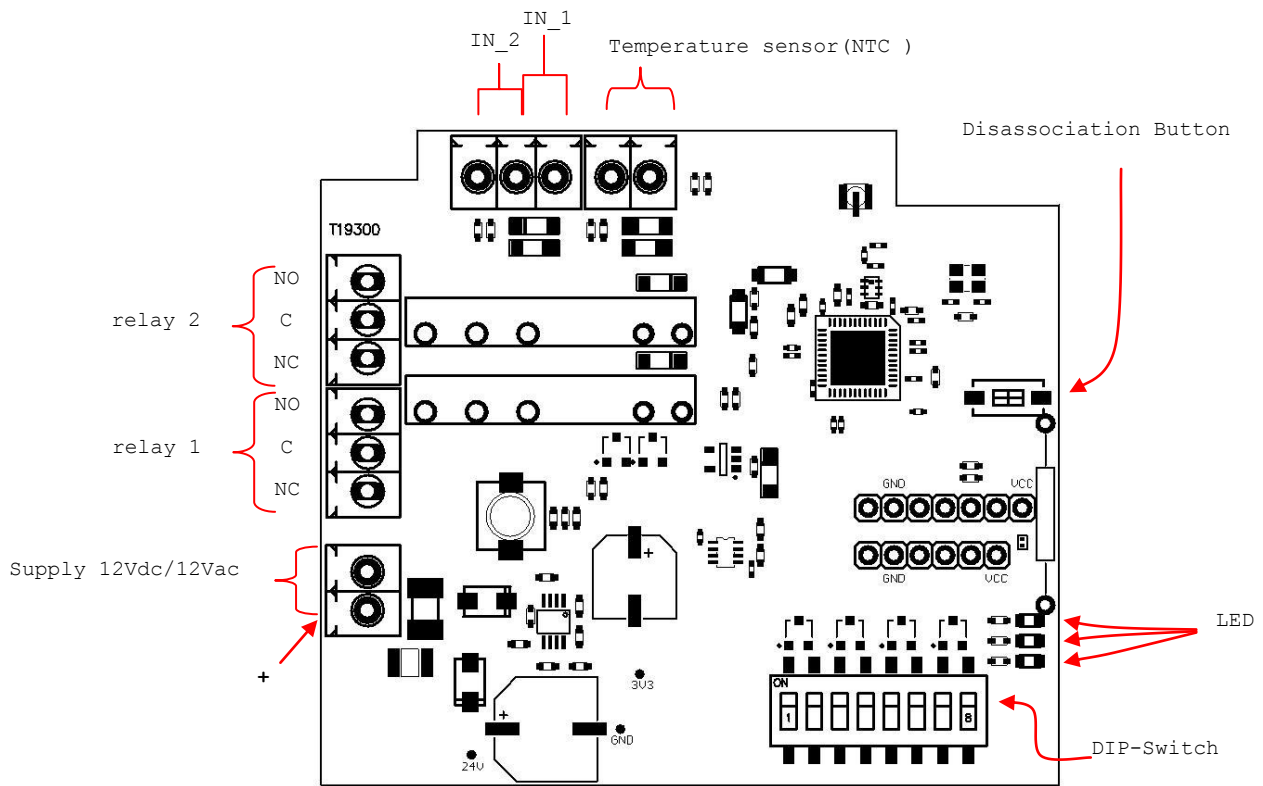 IN_1
IN_2
Temperature sensor(NTC )
Disassociation Button
T19300
NO
relay 2 C
NC
NO
relay 1 C
NC
GND VCC
Supply 12Vdc/12Vac
GND VCC
LED
+
+
3V3
ON
1 8
+
GND
DIP-Switch
24V